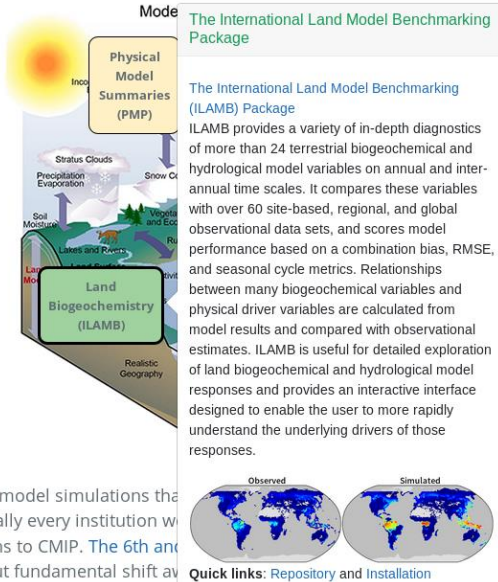 Mode
Physical
Model
Summaries
(PMP)
Stratus Clouds
Precipitation
Evaporation
Snow Co
Soil
Moisture
Lakes and Rivers
Land
Biogeochemistry
(ILAMB)
Realistic
Geography
The International Land Model Benchmarking
Package
The International Land Model Benchmarking
(ILAMB) Package
ILAMB provides a variety of in-depth diagnostics
of more than 24 terrestrial biogeochemical and
hydrological model variables on annual and inter-
annual time scales. It compares these variables
with over 60 site-based, regional, and global
observational data sets, and scores model
performance based on a combination bias, RMSE,
and seasonal cycle metrics. Relationships
between many biogeochemical variables and
physical driver variables are calculated from
model results and compared with observational
estimates. ILAMB is useful for detailed exploration
of land biogeochemical and hydrological model
responses and provides an interactive interface
designed to enable the user to more rapidly
understand the underlying drivers of those
responses.
Observed Simulated
Quick links: Repository and Installation
model simulations tha
ally every institution w
ns to CMIP. The 6th and
ut fundamental shift aw